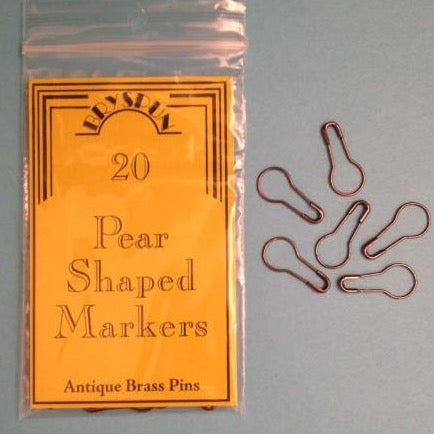 BRYSPUN
20
Pear
Shaped
Markers
Antique Brass Pins